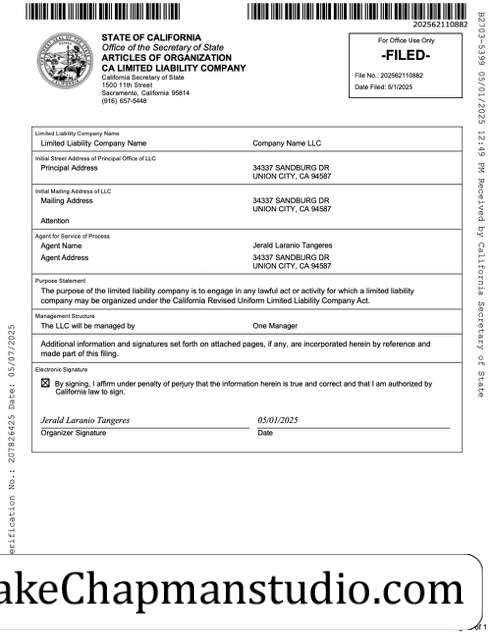 202562110882
STATE OF CALIFORNIA
Office of the Secretary of State
ARTICLES OF ORGANIZATION
CA LIMITED LIABILITY COMPANY
California Secretary of State
1500 11th Street
Sacramento, California 95814
(916) 657-5448
For Office Use Only
-FILED-
File No.: 202562110882
Date Filed: 5/1/2025
B2703-5399 05/01/2025 12:49 PM Received by California Secretary of State
Limited Liability Company Name
Limited Liability Company Name Company Name LLC
Initial Street Address of Principal Office of LLC
Principal Address 34337 SANDBURG DR
UNION CITY, CA 94587
Initial Mailing Address of LLC
Mailing Address 34337 SANDBURG DR
UNION CITY, CA 94587
Attention
Agent for Service of Process
Agent Name Jerald Laranio Tangeres
Agent Address 34337 SANDBURG DR
UNION CITY, CA 94587
Purpose Statement
The purpose of the limited liability company is to engage in any lawful act or activity for which a limited liability
company may be organized under the California Revised Uniform Limited Liability Company Act.
Management Structure
The LLC will be managed by One Manager
Additional information and signatures set forth on attached pages, if any, are incorporated herein by reference and
made part of this filing.
Electronic Signature
By signing, I affirm under penalty of perjury that the information herein is true and correct and that I am authorized by
California law to sign.
Jerald Laranio Tangeres 05/01/2025
Organizer Signature Date
erification No.: 207826425 Date: 05/07/2025
akeChapmanstudio.com
of 1